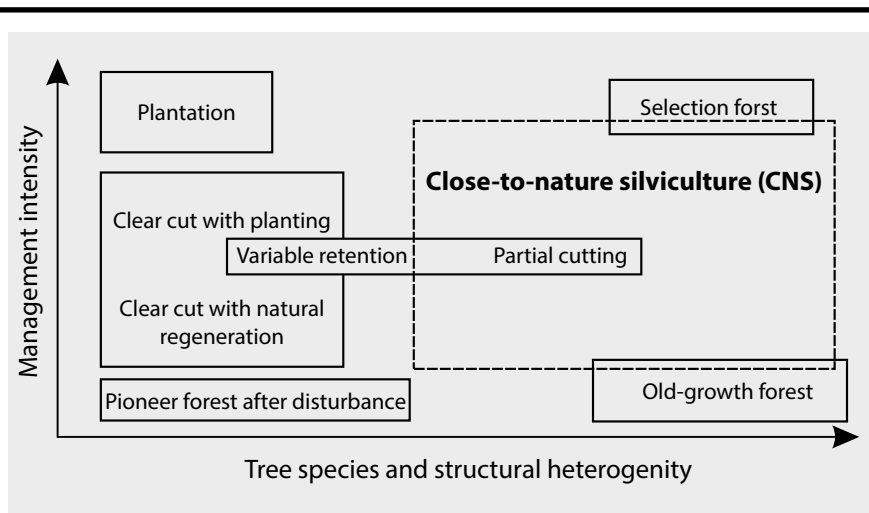 Management intensity
Plantation
Selection forst
Close-to-nature silviculture (CNS)
Clear cut with planting
Variable retention
Partial cutting
Clear cut with natural
regeneration
Pioneer forest after disturbance
Old-growth forest
Tree species and structural heterogenity